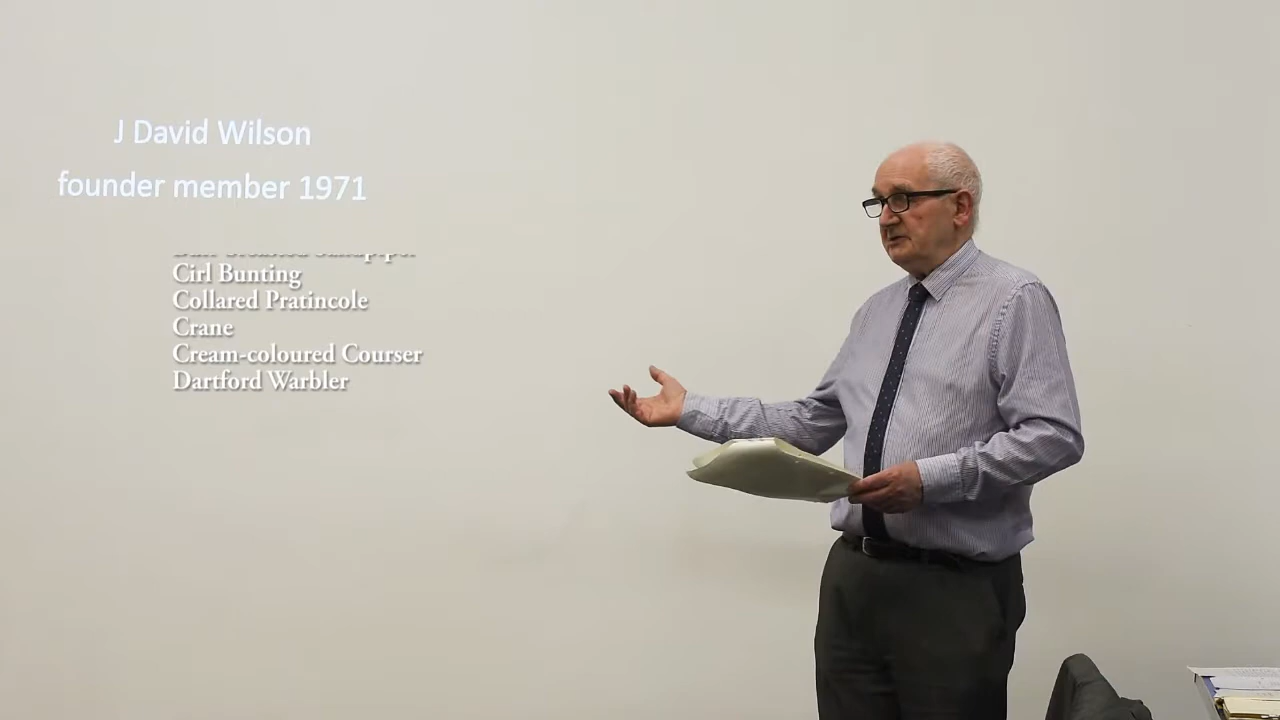 J David Wilson
founder member 1971
Cirl Bunting
Collared Pratincole
Crane
Cream-coloured Courser
Dartford Warbler